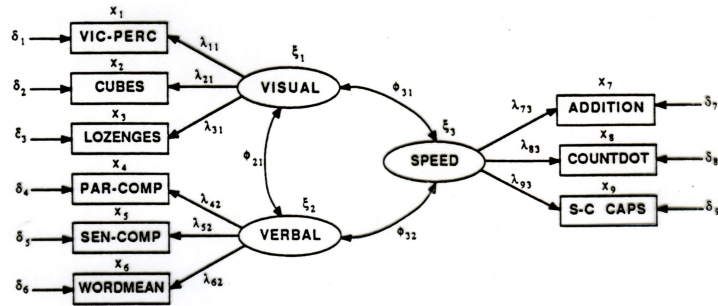 x₁
δ₁ VIC-PERC
λ₁₁
ξ₁
x₂
δ₂ CUBES
λ₂₁
VISUAL
x₃
ξ₃ LOZENGES
λ₃₁
ϕ₃₁
ξ₃
SPEED
x₇
λ₇₃
ADDITION δ₇
x₈
λ₈₃
COUNTDOT δ₈
x₉
λ₉₃
S-C CAPS δ₉
ϕ₂₁
x₄
δ₄ PAR-COMP
λ₄₂
ξ₂
x₅
δ₅ SEN-COMP
λ₅₂
VERBAL
ϕ₃₂
x₆
δ₆ WORDMEAN
λ₆₂